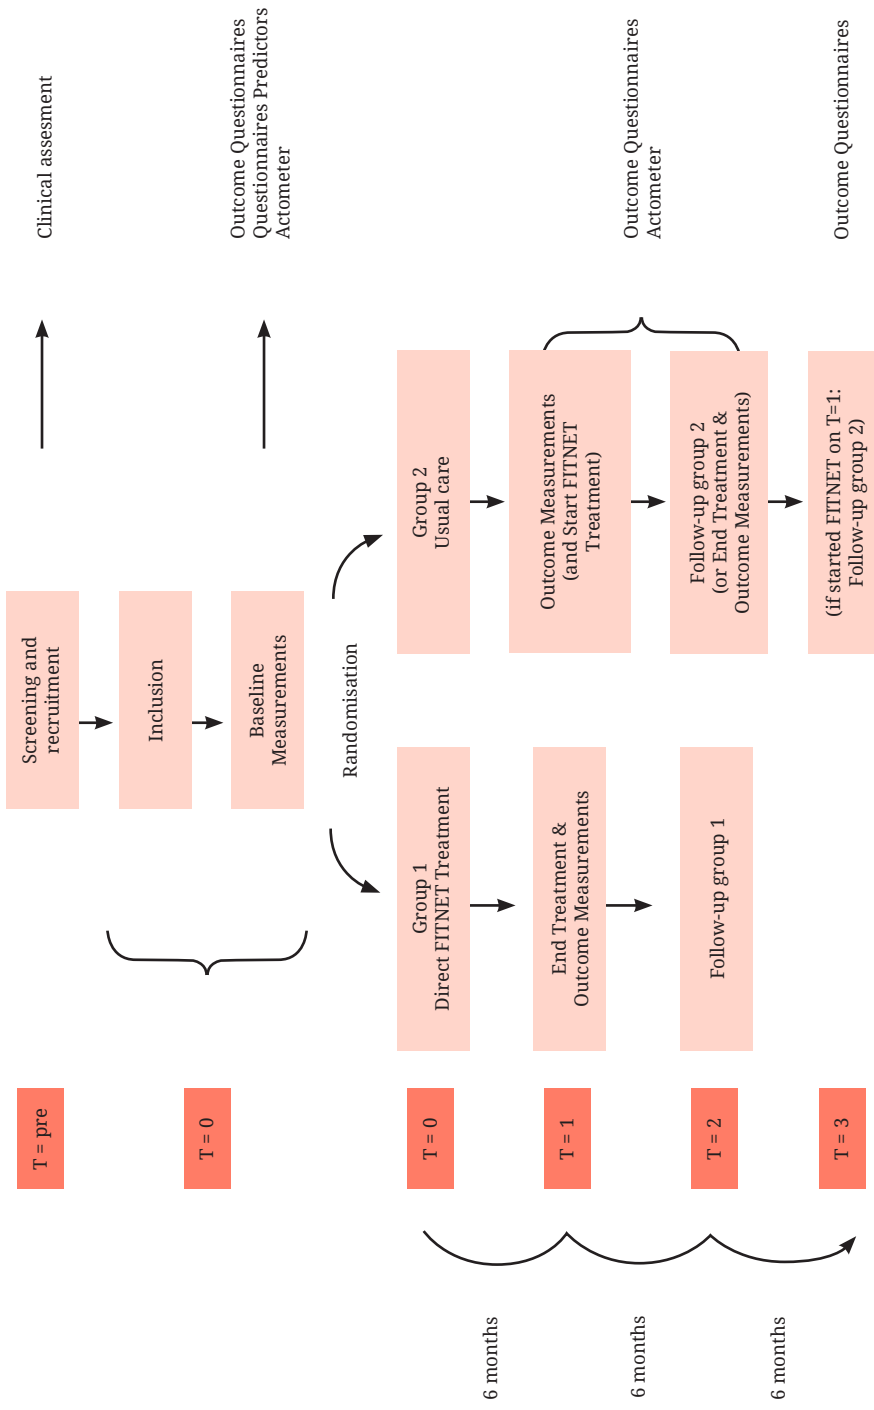 T = pre
Screening and
recruitment
Clinical assesment
T = 0
Inclusion
Baseline
Measurements
Outcome Questionnaires
Questionnaires Predictors
Actometer
Randomisation
T = 0
Group 1
Direct FITNET Treatment
Group 2
Usual care
6 months
T = 1
End Treatment &
Outcome Measurements
Outcome Measurements
(and Start FITNET
Treatment)
Outcome Questionnaires
Actometer
6 months
T = 2
Follow-up group 1
Follow-up group 2
(or End Treatment &
Outcome Measurements)
6 months
T = 3
(if started FITNET on T=1:
Follow-up group 2)
Outcome Questionnaires